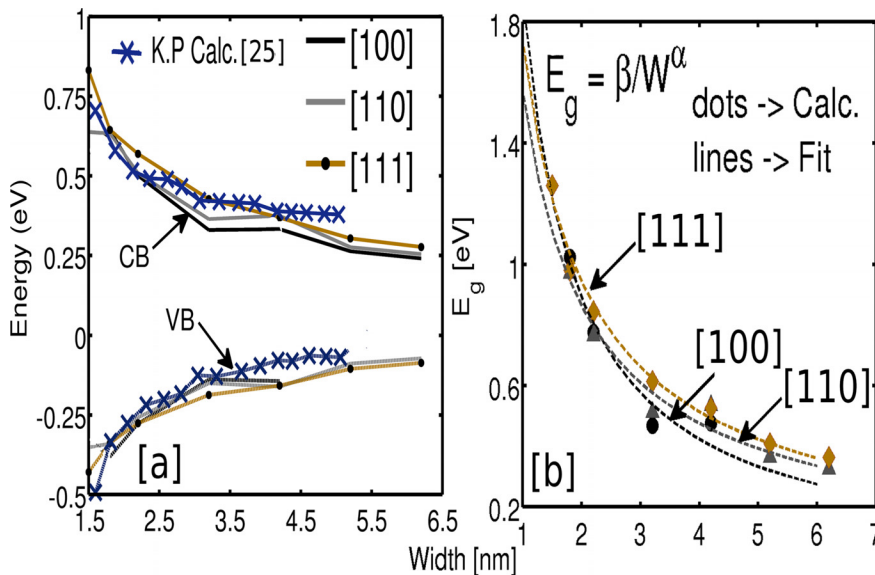 K.P Calc.[25]
[100]
[110]
[111]
CB
VB
[a]
Energy (eV)
1
0.75
0.5
0.25
0
-0.25
-0.5
1.5
2.5
3.5
4.5
5.5
6.5
Width [nm]
E_g = β/W^α
dots -> Calc.
lines -> Fit
[111]
[100]
[110]
[b]
E_g [eV]
1.8
1.4
1
0.6
0.2
1
2
3
4
5
6
7